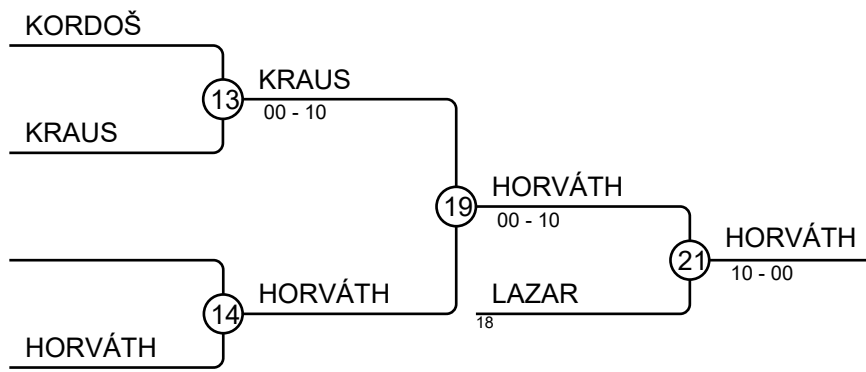 KORDOŠ
13
KRAUS
00 - 10
KRAUS
19
HORVÁTH
00 - 10
21
HORVÁTH
10 - 00
14
HORVÁTH
LAZAR
18
HORVÁTH